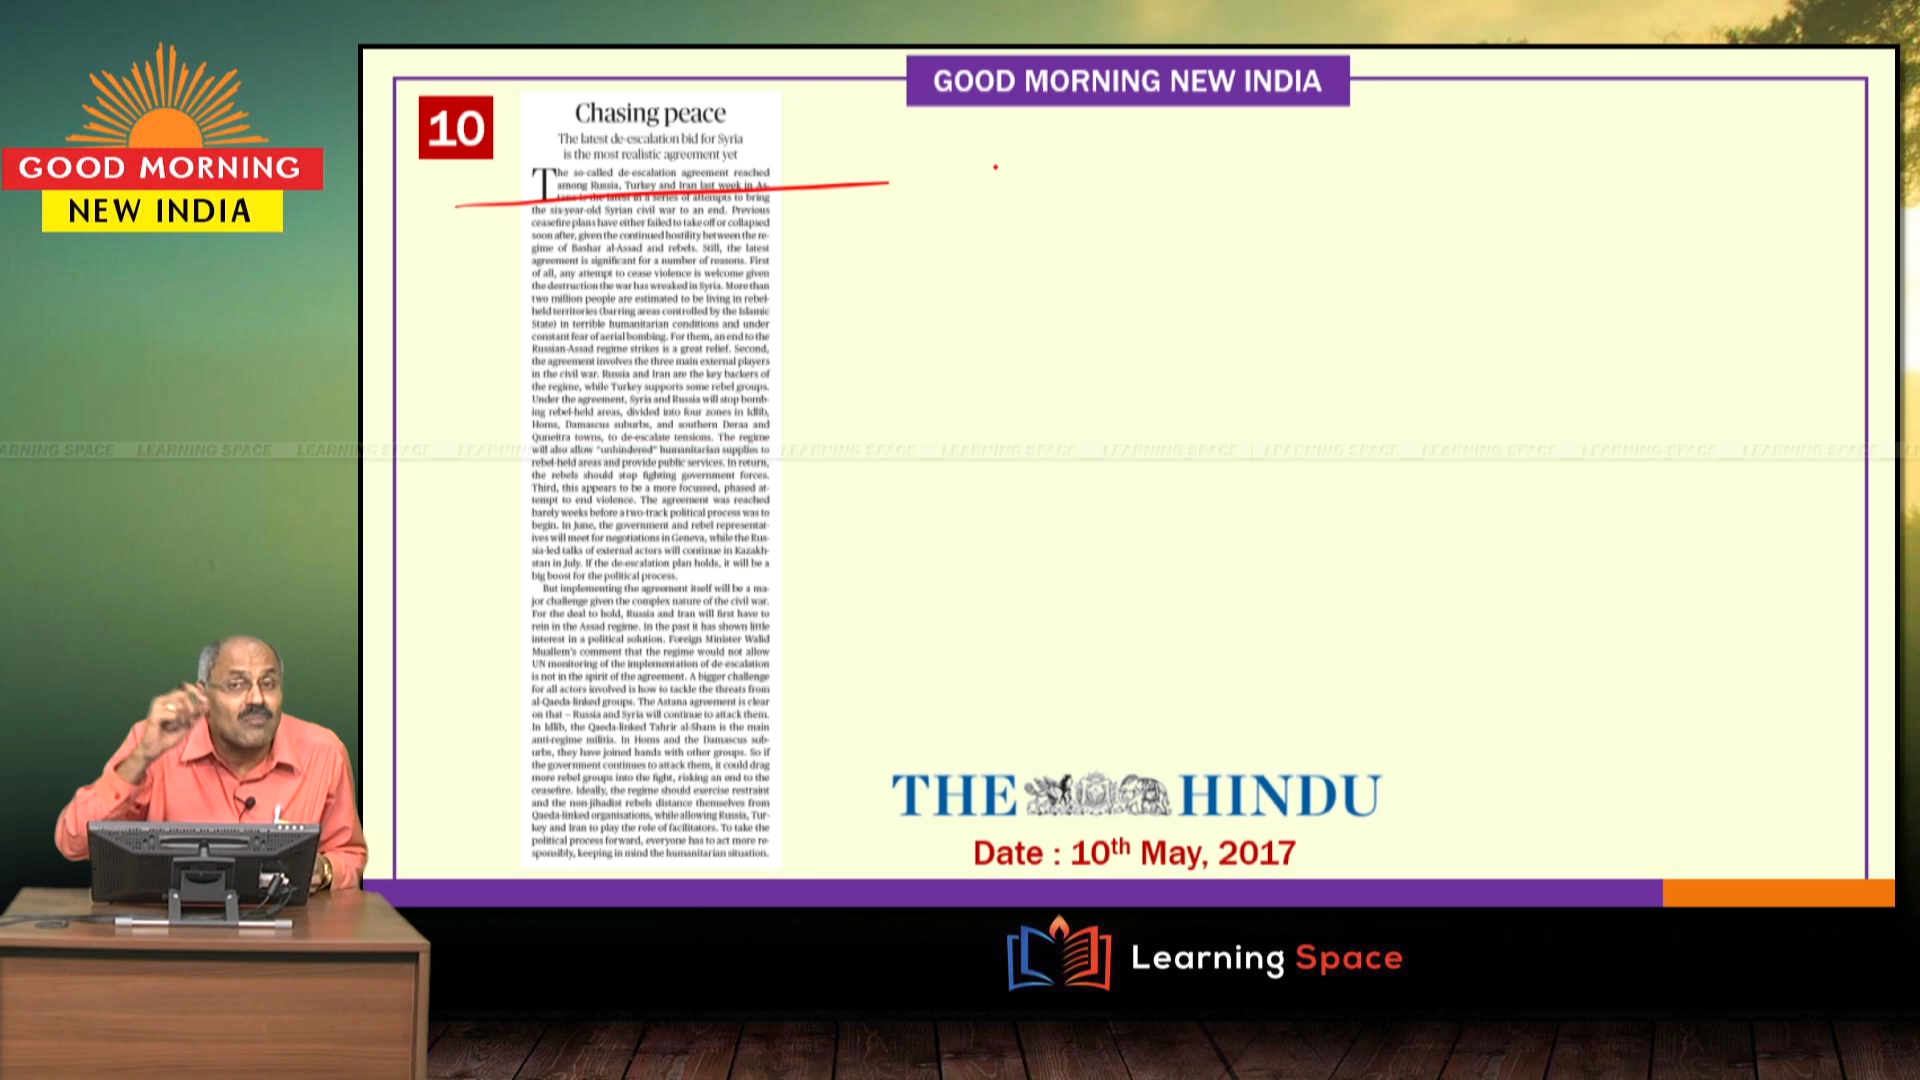 GOOD MORNING
NEW INDIA
GOOD MORNING NEW INDIA
10
Chasing peace
The latest de-escalation bid for Syria
is the most realistic agreement yet
The so-called de-escalation agreement reached
among Russia, Turkey and Iran last week in As-
tana is the latest in a series of attempts to bring
the six-year-old Syrian civil war to an end. Previous
ceasefire plans have either failed to take off or collapsed
soon after, given the continued hostility between the re-
gime of Bashar al-Assad and rebels. Still, the latest
agreement is significant for a number of reasons. First
of all, any attempt to cease violence is welcome given
the destruction the war has wreaked in Syria. More than
two million people are estimated to be living in rebel-
held territories (barring areas controlled by the Islamic
State) in terrible humanitarian conditions and under
constant fear of aerial bombing. For them, an end to the
Russian-Assad regime strikes is a great relief. Second,
the agreement involves the three main external players
in the civil war. Russia and Iran are the key backers of
the regime, while Turkey supports some rebel groups.
Under the agreement, Syria and Russia will stop bomb-
ing rebel-held areas, divided into four zones in Idlib,
Homs, Damascus suburbs, and southern Deraa and
Quneitra towns, to de-escalate tensions. The regime
will also allow "unhindered" humanitarian supplies to
rebel-held areas and provide public services. In return,
the rebels should stop fighting government forces.
Third, this appears to be a more focussed, phased at-
tempt to end violence. The agreement was reached
barely weeks before a two-track political process was to
begin. In June, the government and rebel representat-
ives will meet for negotiations in Geneva, while the Rus-
sia-led talks of external actors will continue in Kazakh-
stan in July. If the de-escalation plan holds, it will be a
big boost for the political process.
But implementing the agreement itself will be a ma-
jor challenge given the complex nature of the civil war.
For the deal to hold, Russia and Iran will first have to
rein in the Assad regime. In the past it has shown little
interest in a political solution. Foreign Minister Walid
Muallem's comment that the regime would not allow
UN monitoring of the implementation of de-escalation
is not in the spirit of the agreement. A bigger challenge
for all actors involved is how to tackle the threats from
al-Qaeda-linked groups. The Astana agreement is clear
on that – Russia and Syria will continue to attack them.
In Idlib, the Qaeda-linked Tahrir al-Sham is the main
anti-regime militia. In Homs and the Damascus sub-
urbs, they have joined hands with other groups. So if
the government continues to attack them, it could drag
more rebel groups into the fight, risking an end to the
ceasefire. Ideally, the regime should exercise restraint
and the non-jihadist rebels distance themselves from
Qaeda-linked organisations, while allowing Russia, Tur-
key and Iran to play the role of facilitators. To take the
political process forward, everyone has to act more re-
sponsibly, keeping in mind the humanitarian situation.
LEARNING SPACE LEARNING SPACE LEARNING SPACE LEARNING SPACE LEARNING SPACE LEARNING SPACE LEARNING SPACE LEARNING SPACE
THE HINDU
Date : 10th May, 2017
Learning Space